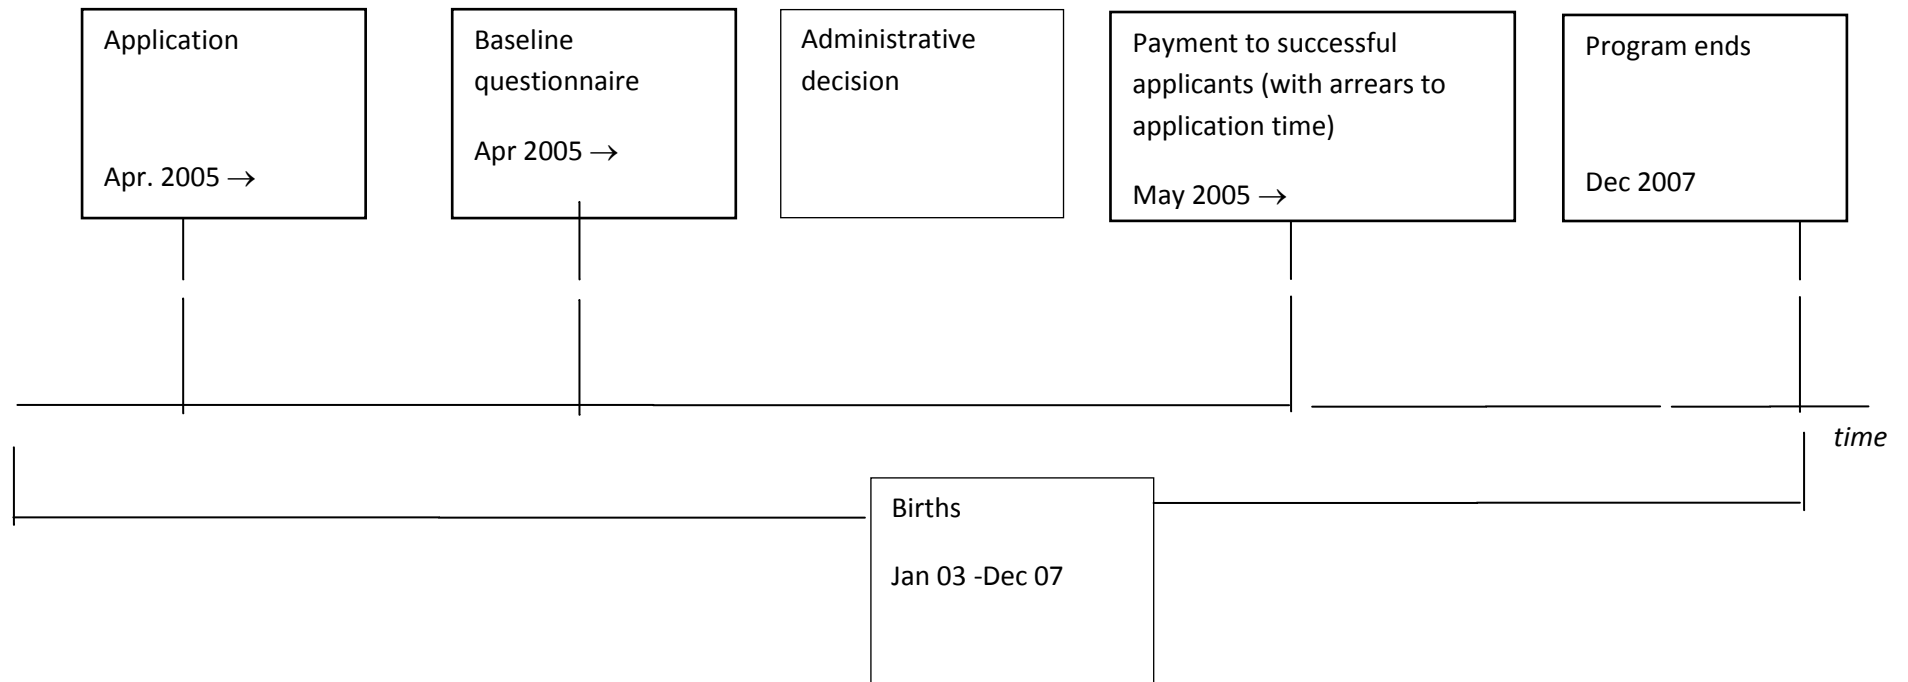 Application
Apr. 2005 →
Baseline
questionnaire
Apr 2005 →
Administrative
decision
Payment to successful
applicants (with arrears to
application time)
May 2005 →
Program ends
Dec 2007
time
Births
Jan 03 -Dec 07